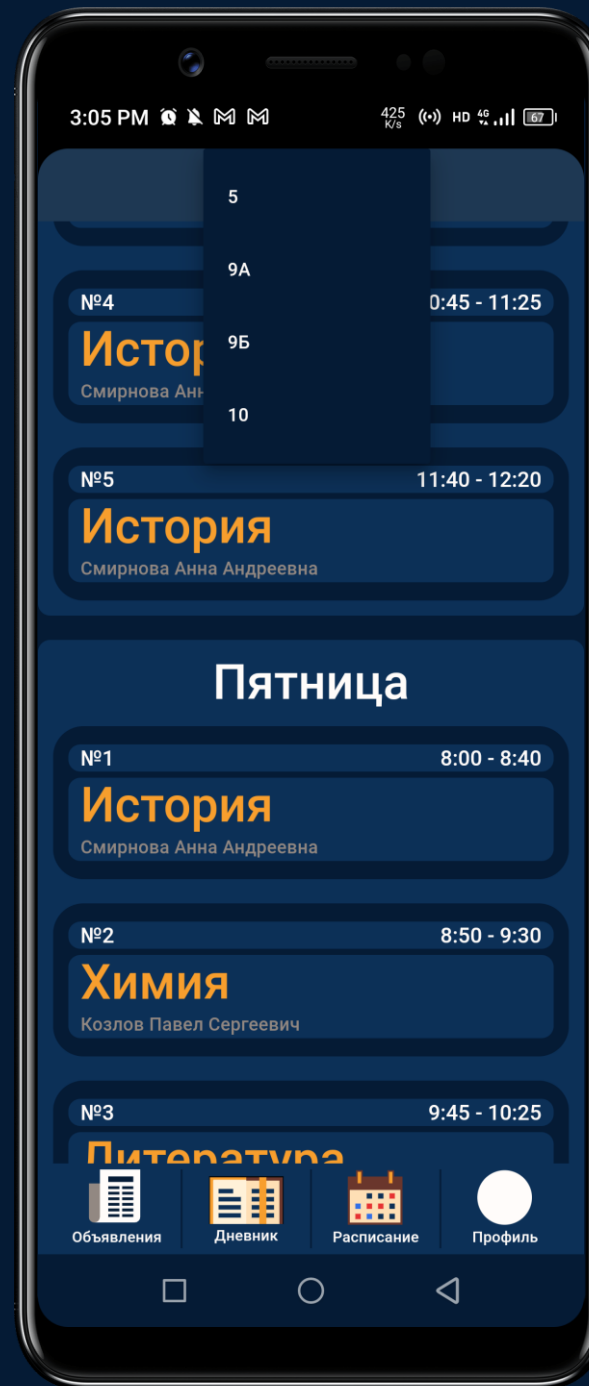 3:05 PM 425 K/s HD 4G 67
5
9А
9Б
10
№4 0:45 - 11:25
Истор
Смирнова Анн
№5 11:40 - 12:20
История
Смирнова Анна Андреевна
Пятница
№1 8:00 - 8:40
История
Смирнова Анна Андреевна
№2 8:50 - 9:30
Химия
Козлов Павел Сергеевич
№3 9:45 - 10:25
Литература
Объявления Дневник Расписание Профиль